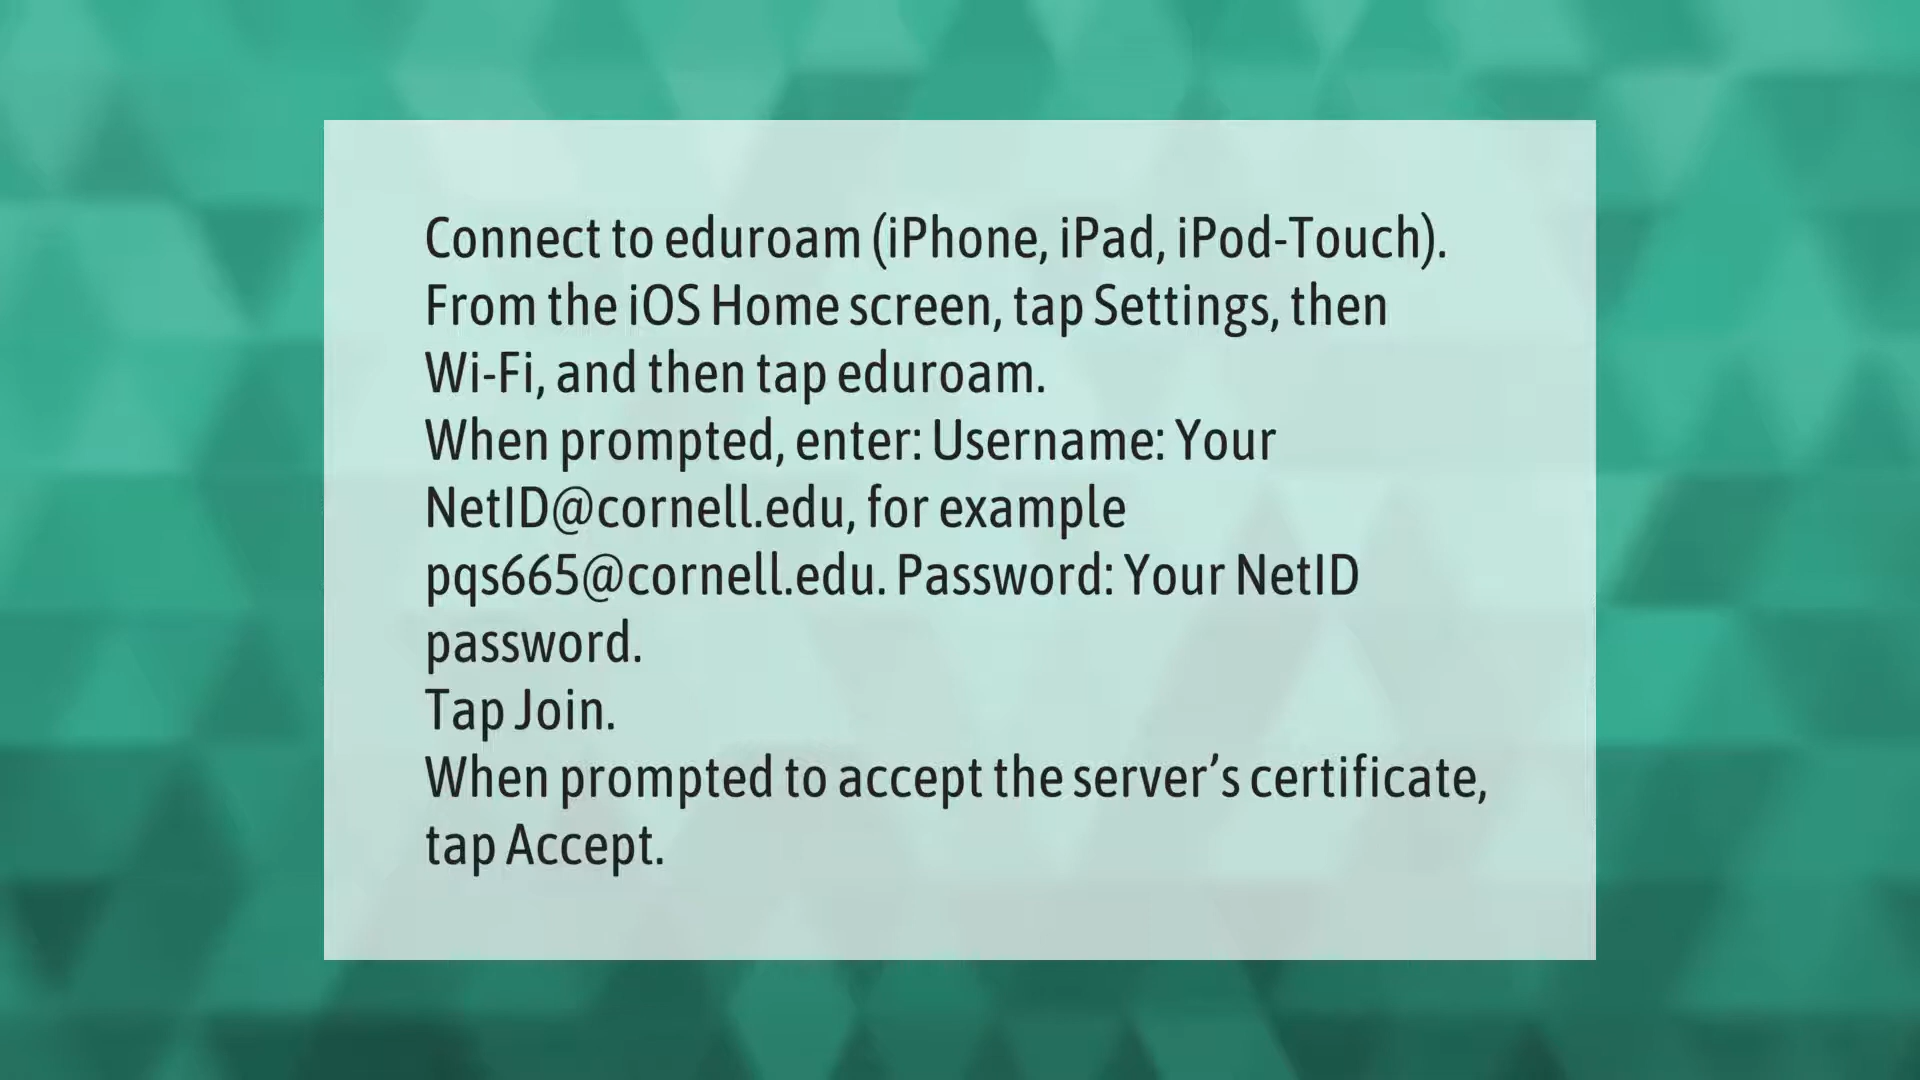 Connect to eduroam (iPhone, iPad, iPod-Touch).
From the iOS Home screen, tap Settings, then
Wi-Fi, and then tap eduroam.
When prompted, enter: Username: Your
NetID@cornell.edu, for example
pqs665@cornell.edu. Password: Your NetID
password.
Tap Join.
When prompted to accept the server’s certificate,
tap Accept.